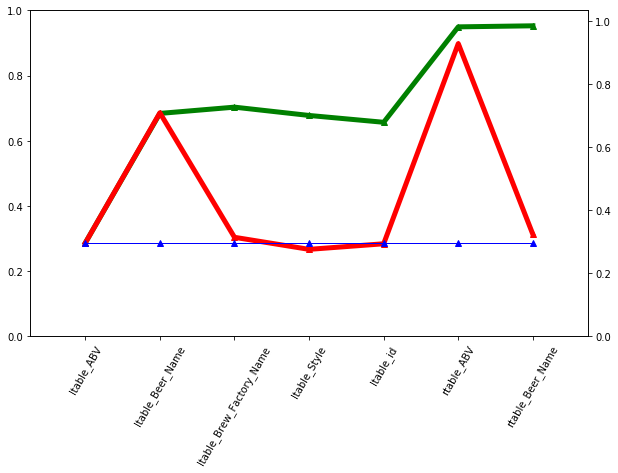 1.0
0.8
0.6
0.4
0.2
0.0
1.0
0.8
0.6
0.4
0.2
0.0
ltable_ABV
ltable_Beer_Name
ltable_Brew_Factory_Name
ltable_Style
ltable_id
rtable_ABV
rtable_Beer_Name